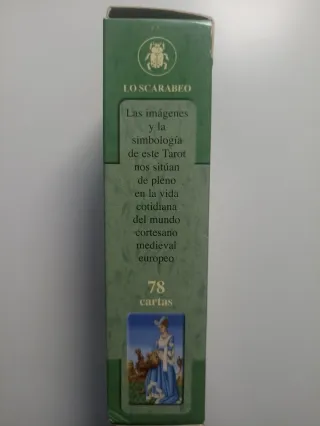 LO SCARABEO
Las imágenes
y la
simbología
de este Tarot
nos sitúan
de pleno
en la vida
cotidiana
del mundo
cortesano
medieval
europeo
78
cartas